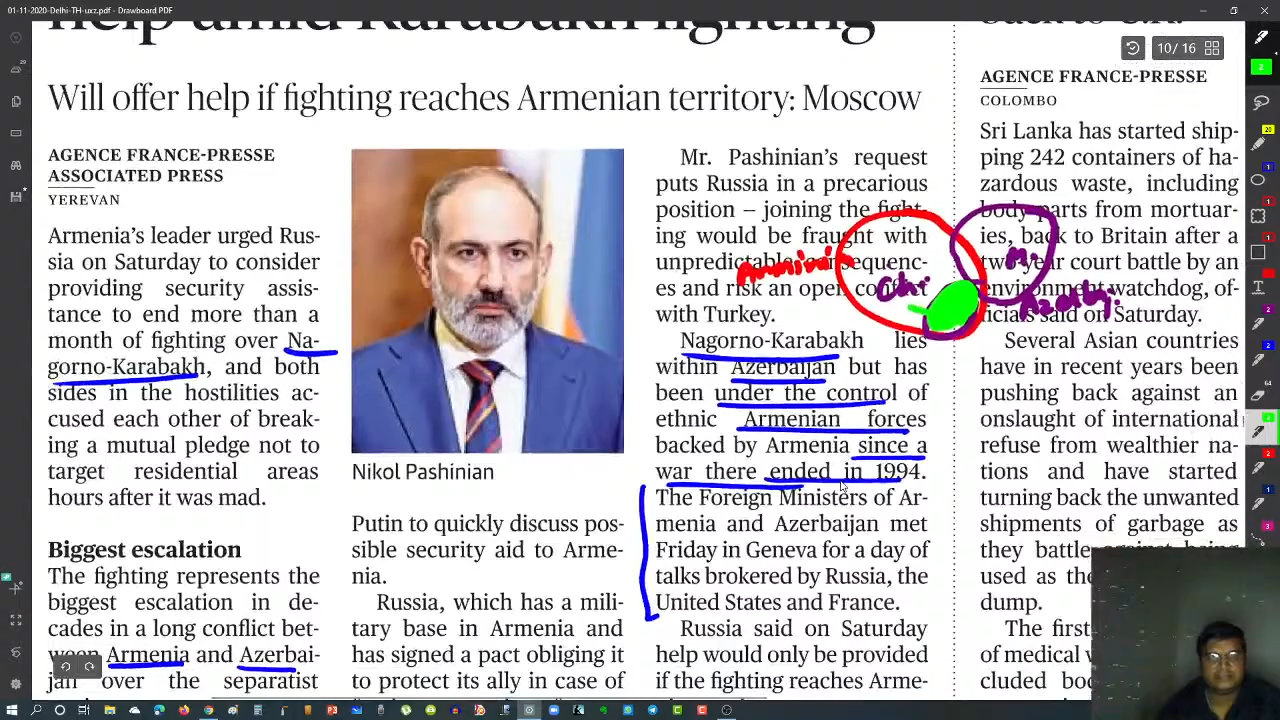 01-11-2020-Delhi-TH-uxz.pdf - Drawboard PDF
help amid Karabakh fighting
10/16
Will offer help if fighting reaches Armenian territory: Moscow
AGENCE FRANCE-PRESSE
ASSOCIATED PRESS
YEREVAN
Armenia's leader urged Rus-
sia on Saturday to consider
providing security assis-
tance to end more than a
month of fighting over Na-
gorno-Karabakh, and both
sides in the hostilities ac-
cused each other of break-
ing a mutual pledge not to
target residential areas
hours after it was mad.
Biggest escalation
The fighting represents the
biggest escalation in de-
cades in a long conflict bet-
ween Armenia and Azerbai-
jan over the separatist
Nikol Pashinian
Putin to quickly discuss pos-
sible security aid to Arme-
nia.
Russia, which has a mili-
tary base in Armenia and
has signed a pact obliging it
to protect its ally in case of
Mr. Pashinian's request
puts Russia in a precarious
position – joining the fight-
ing would be fraught with
unpredictable consequenc-
es and risk an open conflict
with Turkey.
Nagorno-Karabakh lies
within Azerbaijan but has
been under the control of
ethnic Armenian forces
backed by Armenia since a
war there ended in 1994.
The Foreign Ministers of Ar-
menia and Azerbaijan met
Friday in Geneva for a day of
talks brokered by Russia, the
United States and France.
Russia said on Saturday
help would only be provided
if the fighting reaches Arme-
Chi
m.
Azerbj.
AGENCE FRANCE-PRESSE
COLOMBO
Sri Lanka has started ship-
ping 242 containers of ha-
zardous waste, including
body parts from mortuar-
ies, back to Britain after a
two-year court battle by an
environment watchdog, of-
ficials said on Saturday.
Several Asian countries
have in recent years been
pushing back against an
onslaught of international
refuse from wealthier na-
tions and have started
turning back the unwanted
shipments of garbage as
they battle against being
used as the
dump.
The first
of medical
cluded